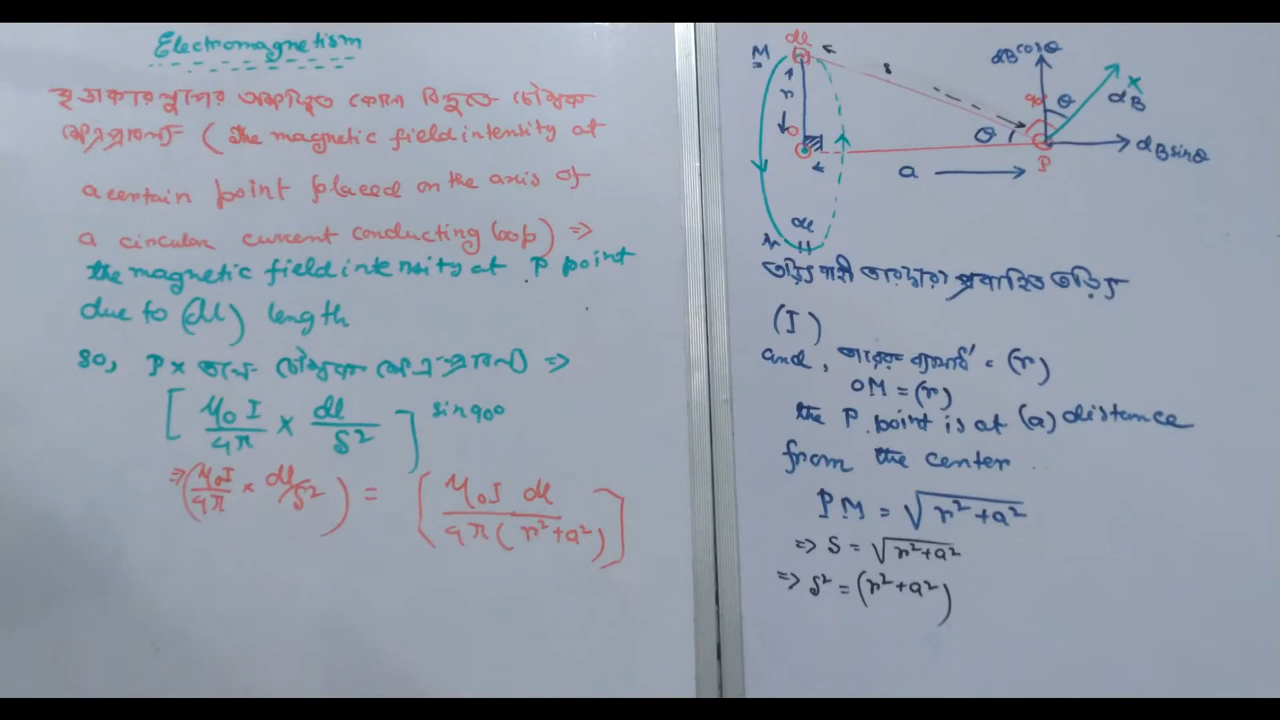 Electromagnetism
বৃত্তাকার লুপের অক্ষস্থিত কোন বিন্দুতে চৌম্বক
ক্ষেত্রপ্রাবল্য (The magnetic field intensity at
a certain point placed on the axis of
a circular current conducting loop) =>
the magnetic field intensity at P point
due to (dl) length
so, P × চৌম্বক ক্ষেত্রপ্রাবল্য =>
[ μ₀I/4π × dl/S² ] sin 90°
=> (μ₀I/4π × dl/S²) = [ μ₀I dl / 4π(r²+a²) ]
dl
M
s
r
O
a
θ
90°
P
dB cosθ
θ
dB
x
dB sinθ
dl
N
তড়িৎবাহী তারদ্বারা প্রবাহিত তড়িৎ
(I)
and, তারের ব্যাসার্ধ = (r)
OM = (r)
the P point is at (a) distance
from the center
PM = √r²+a²
=> S = √r²+a²
=> S² = (r²+a²)